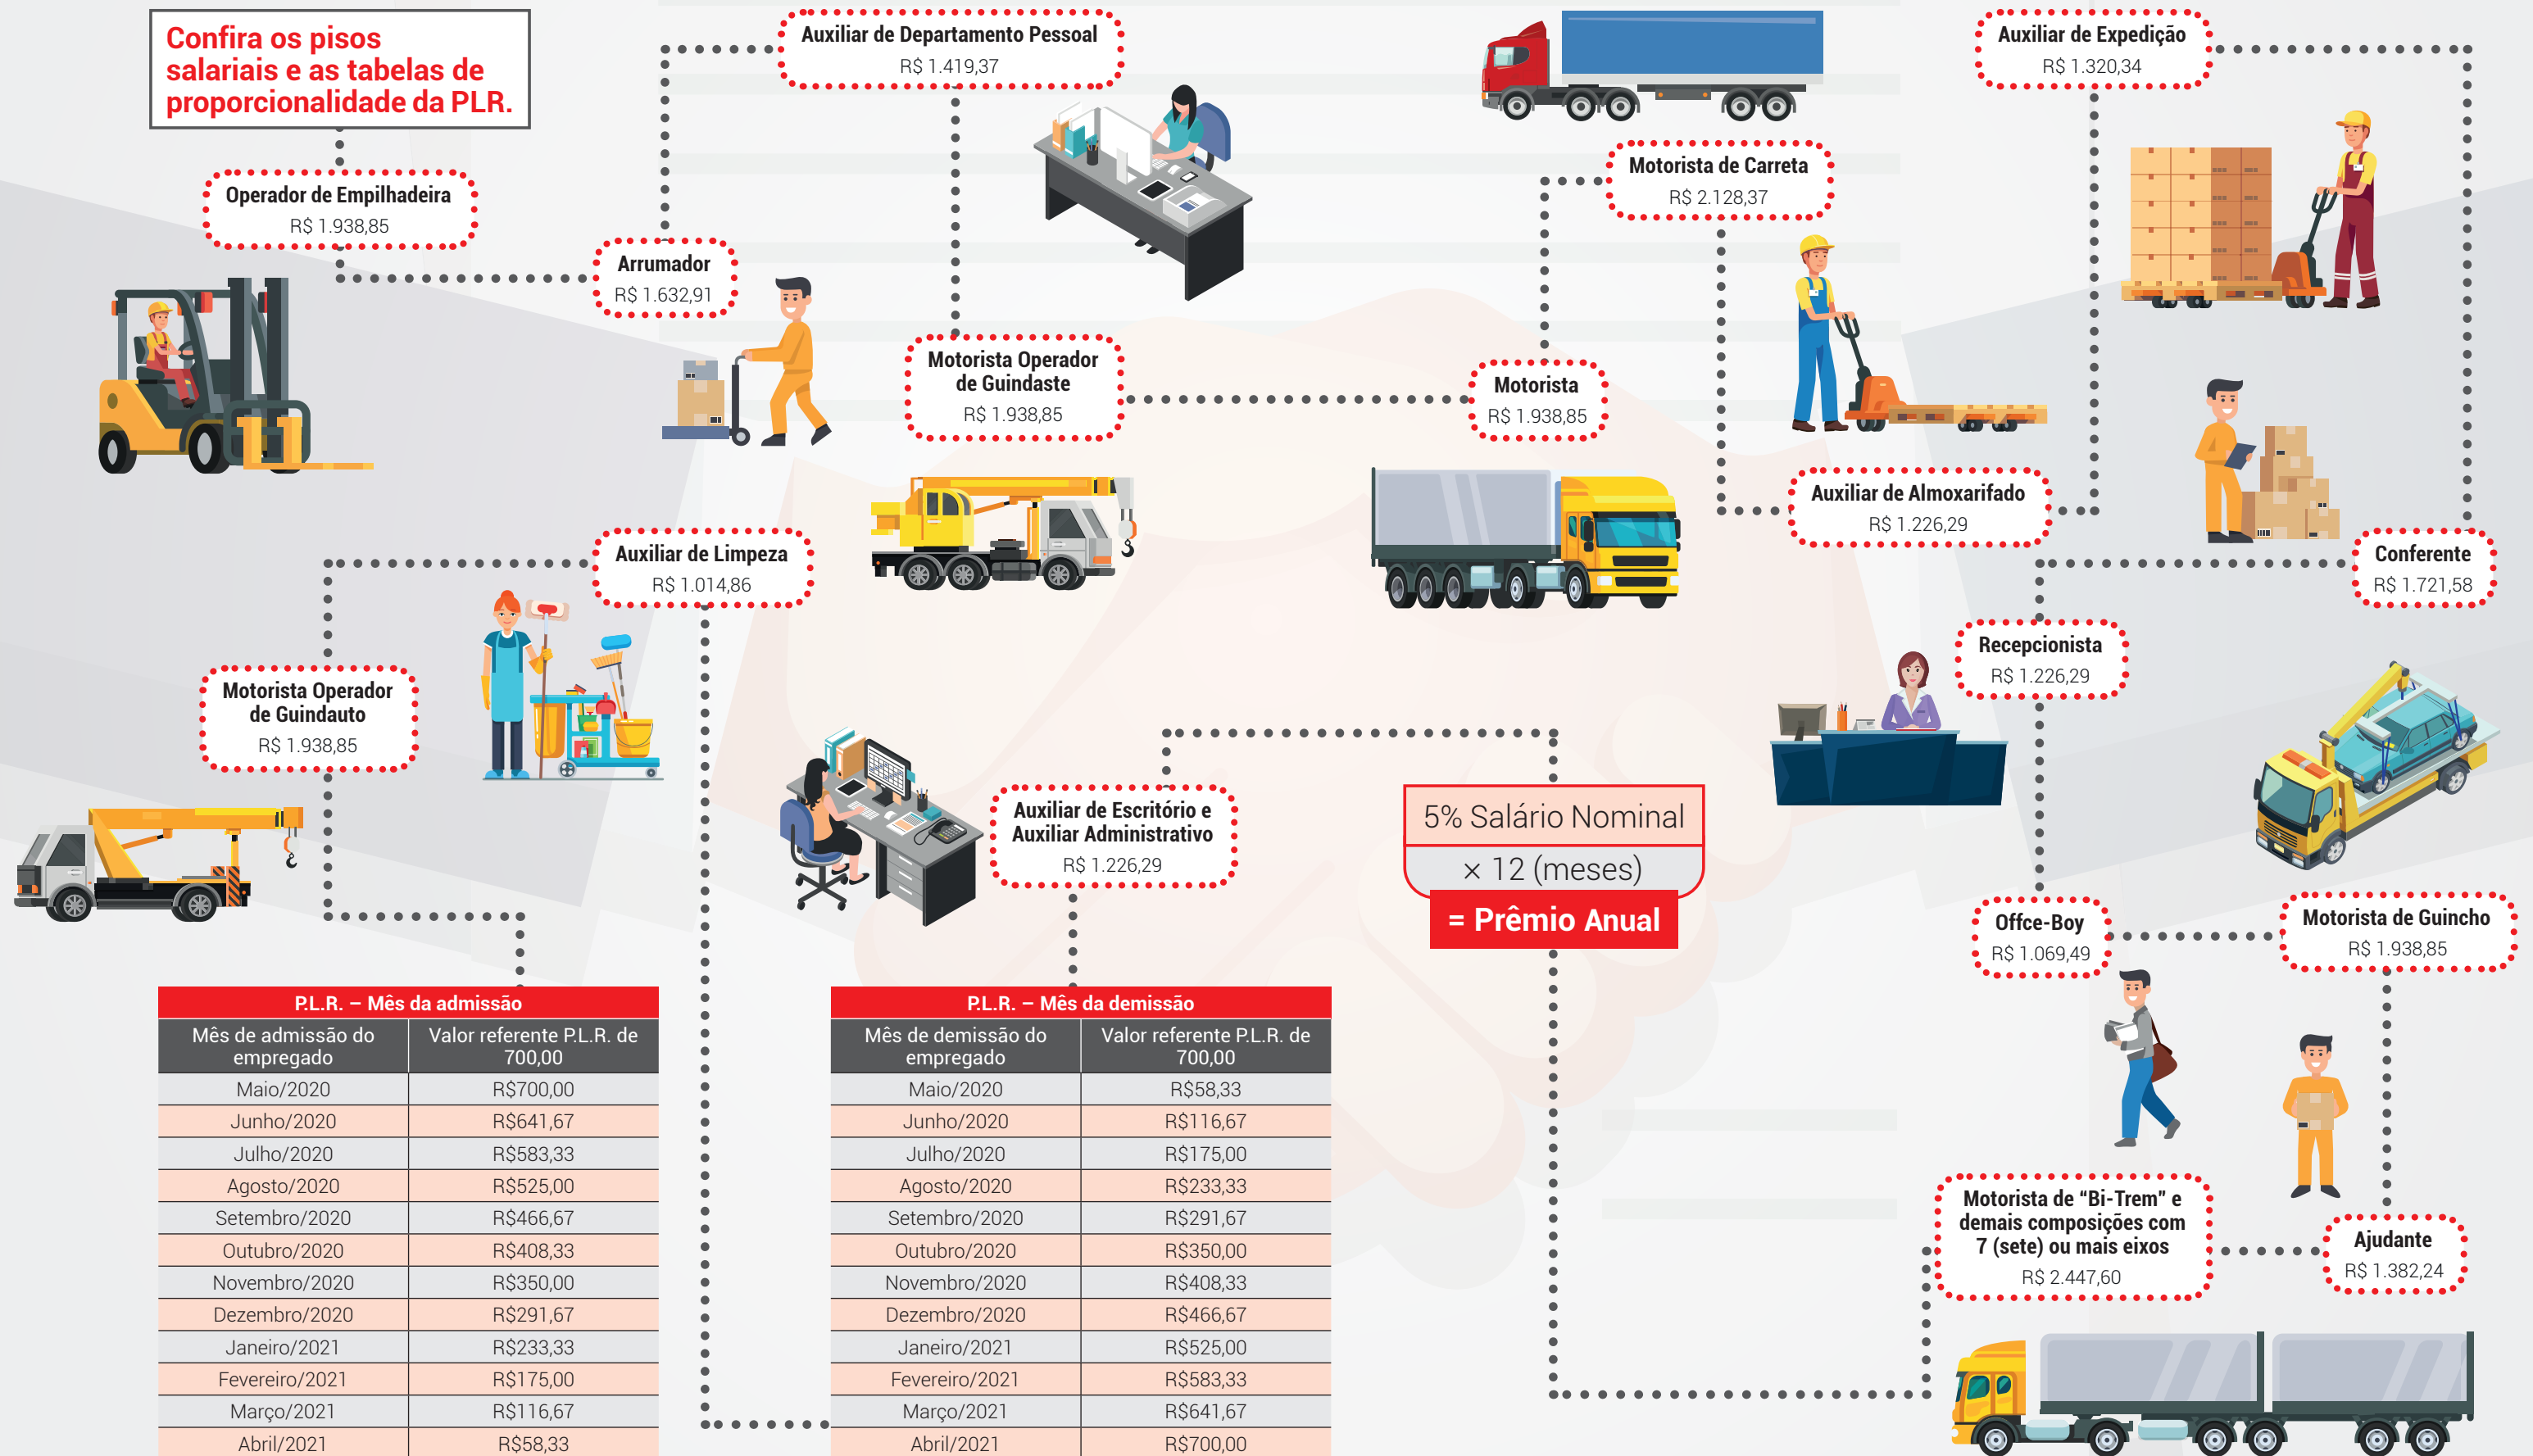 Confira os pisos
salariais e as tabelas de
proporcionalidade da PLR.
Operador de Empilhadeira
R$ 1.938,85
Arrumador
R$ 1.632,91
Auxiliar de Departamento Pessoal
R$ 1.419,37
Motorista Operador
de Guindaste
R$ 1.938,85
Motorista
R$ 1.938,85
Motorista de Carreta
R$ 2.128,37
Auxiliar de Almoxarifado
R$ 1.226,29
Auxiliar de Expedição
R$ 1.320,34
Conferente
R$ 1.721,58
Recepcionista
R$ 1.226,29
Offce-Boy
R$ 1.069,49
Motorista de Guincho
R$ 1.938,85
Ajudante
R$ 1.382,24
Motorista de “Bi-Trem” e
demais composições com
7 (sete) ou mais eixos
R$ 2.447,60
5% Salário Nominal
× 12 (meses)
= Prêmio Anual
Auxiliar de Escritório e
Auxiliar Administrativo
R$ 1.226,29
Auxiliar de Limpeza
R$ 1.014,86
Motorista Operador
de Guindauto
R$ 1.938,85
P.L.R. – Mês da admissão
Mês de admissão do
empregado
Valor referente P.L.R. de
700,00
Maio/2020 R$700,00
Junho/2020 R$641,67
Julho/2020 R$583,33
Agosto/2020 R$525,00
Setembro/2020 R$466,67
Outubro/2020 R$408,33
Novembro/2020 R$350,00
Dezembro/2020 R$291,67
Janeiro/2021 R$233,33
Fevereiro/2021 R$175,00
Março/2021 R$116,67
Abril/2021 R$58,33
P.L.R. – Mês da demissão
Mês de demissão do
empregado
Valor referente P.L.R. de
700,00
Maio/2020 R$58,33
Junho/2020 R$116,67
Julho/2020 R$175,00
Agosto/2020 R$233,33
Setembro/2020 R$291,67
Outubro/2020 R$350,00
Novembro/2020 R$408,33
Dezembro/2020 R$466,67
Janeiro/2021 R$525,00
Fevereiro/2021 R$583,33
Março/2021 R$641,67
Abril/2021 R$700,00